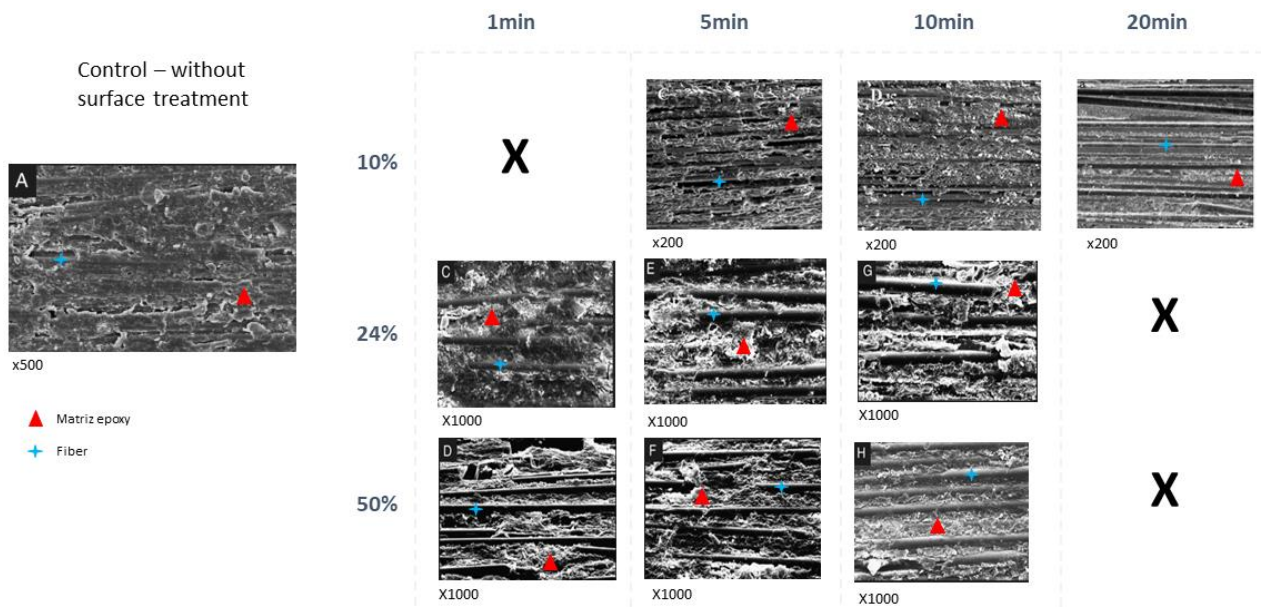 1min 5min 10min 20min
Control – without
surface treatment
10%
X
C
D
x200
x200
x200
A
x500
24%
C
E
G
X
X1000
X1000
X1000
Matriz epoxy
Fiber
50%
D
F
H
X
X1000
X1000
X1000